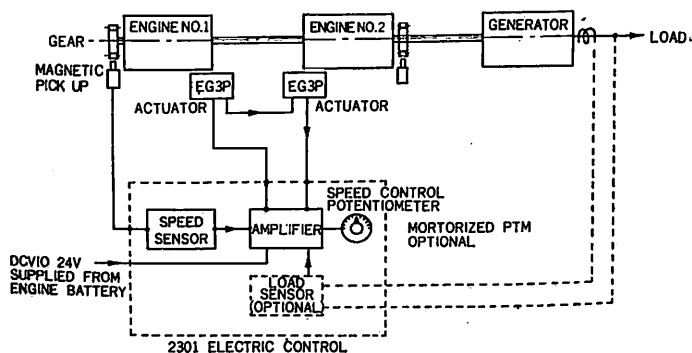 ENGINE NO.1
ENGINE NO.2
GENERATOR
GEAR
LOAD
MAGNETIC
PICK UP
EG3P
EG3P
ACTUATOR
ACTUATOR
SPEED CONTROL
POTENTIOMETER
SPEED
SENSOR
AMPLIFIER
MORTORIZED PTM
OPTIONAL
DCV10 24V
SUPPLIED FROM
ENGINE BATTERY
LOAD
SENSOR
(OPTIONAL)
2301 ELECTRIC CONTROL